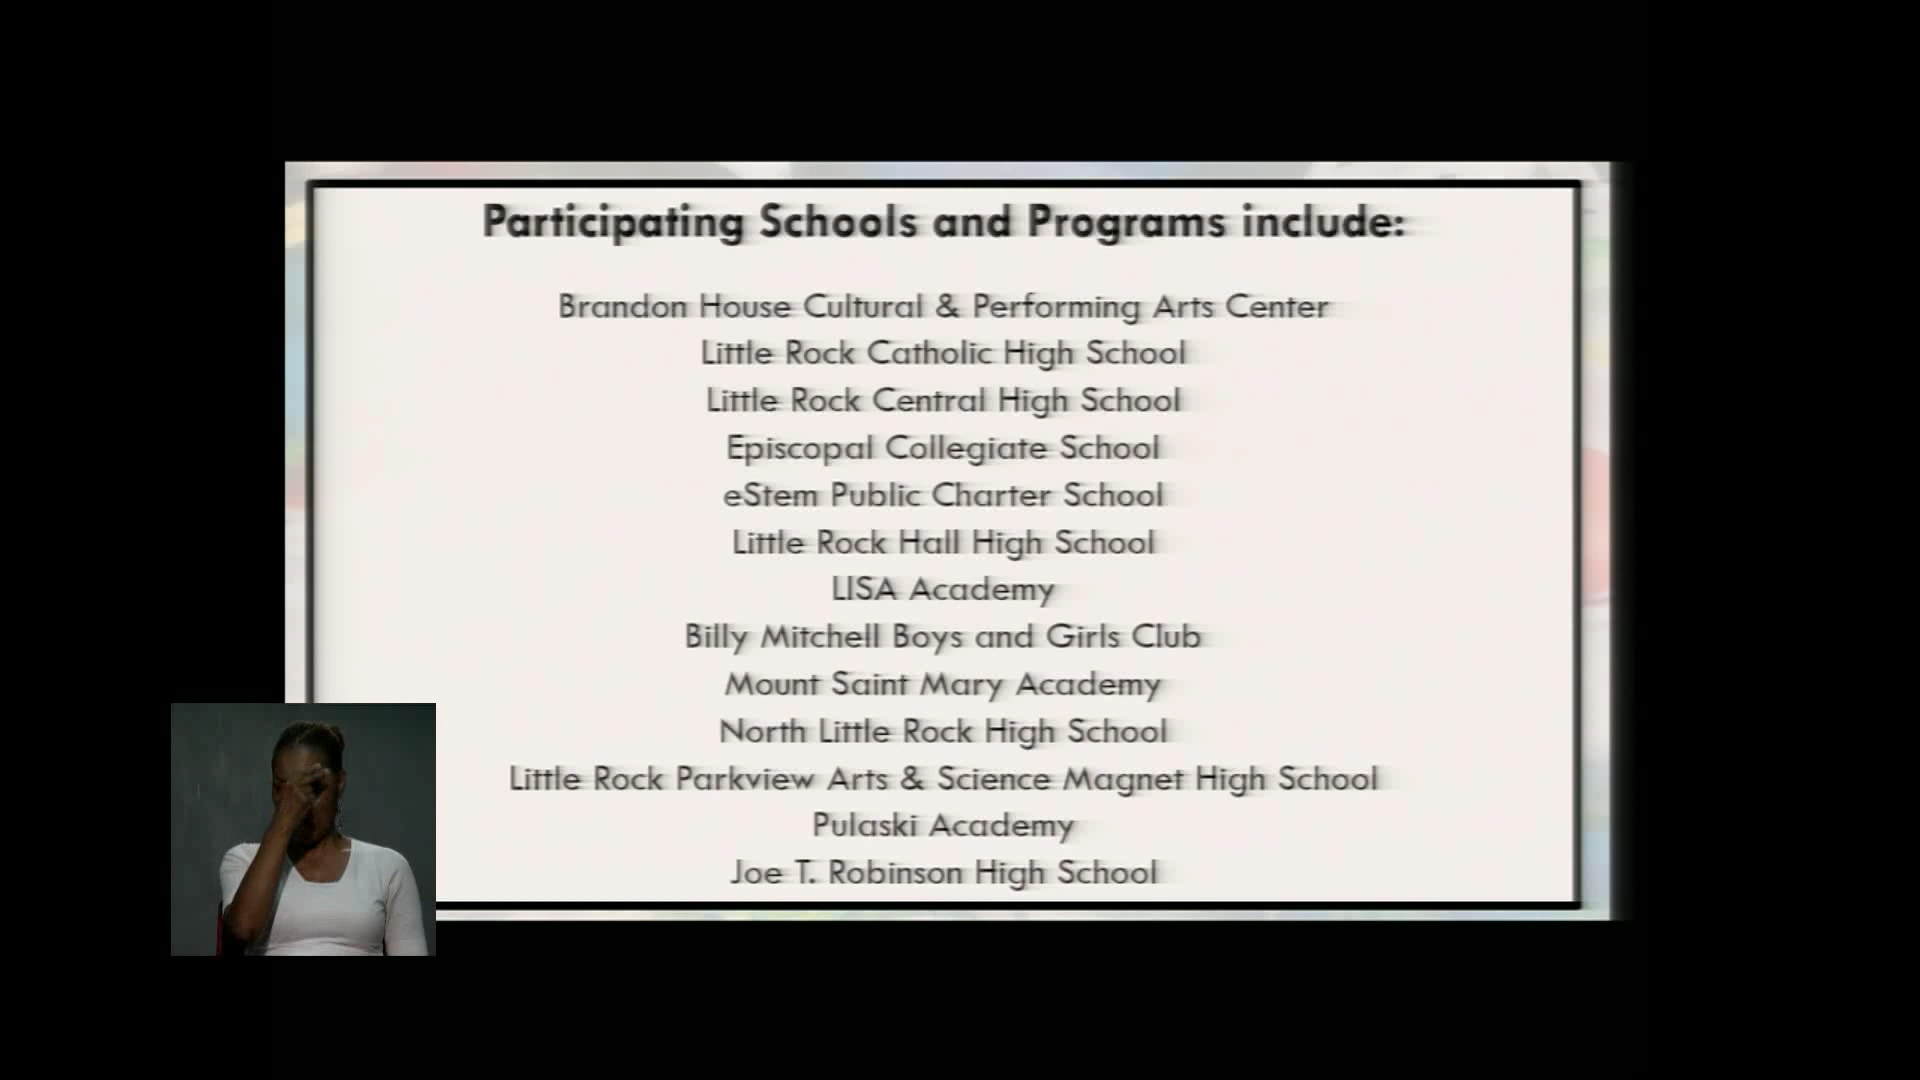 Participating Schools and Programs include:
Brandon House Cultural & Performing Arts Center
Little Rock Catholic High School
Little Rock Central High School
Episcopal Collegiate School
eStem Public Charter School
Little Rock Hall High School
LISA Academy
Billy Mitchell Boys and Girls Club
Mount Saint Mary Academy
North Little Rock High School
Little Rock Parkview Arts & Science Magnet High School
Pulaski Academy
Joe T. Robinson High School